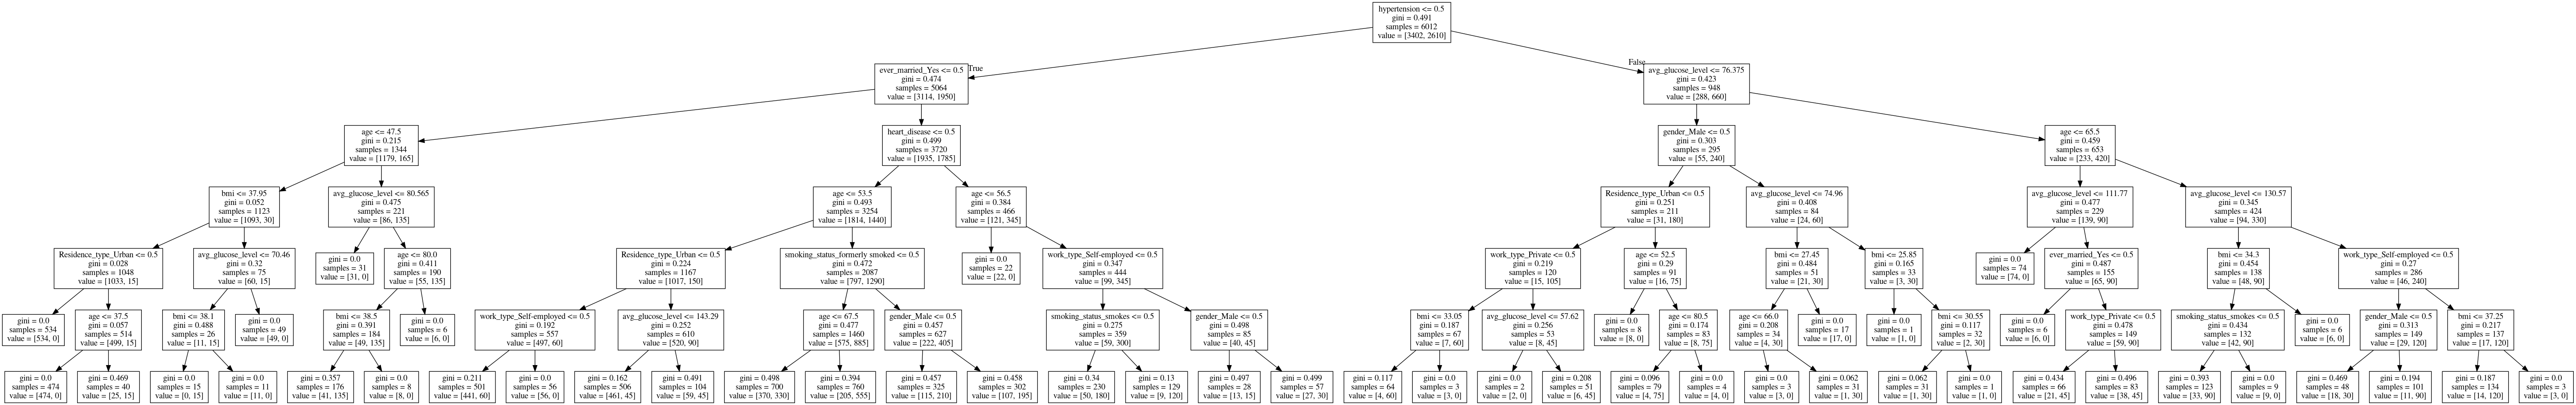 hypertension <= 0.5
gini = 0.491
samples = 6012
value = [3402, 2610]
True
False
ever_married_Yes <= 0.5
gini = 0.474
samples = 5064
value = [3114, 1950]
avg_glucose_level <= 76.375
gini = 0.423
samples = 948
value = [288, 660]
age <= 47.5
gini = 0.215
samples = 1344
value = [1179, 165]
heart_disease <= 0.5
gini = 0.499
samples = 3720
value = [1935, 1785]
gender_Male <= 0.5
gini = 0.303
samples = 295
value = [55, 240]
age <= 65.5
gini = 0.459
samples = 653
value = [233, 420]
bmi <= 37.95
gini = 0.052
samples = 1123
value = [1093, 30]
avg_glucose_level <= 80.565
gini = 0.475
samples = 221
value = [86, 135]
age <= 53.5
gini = 0.493
samples = 3254
value = [1814, 1440]
age <= 56.5
gini = 0.384
samples = 466
value = [121, 345]
Residence_type_Urban <= 0.5
gini = 0.251
samples = 211
value = [31, 180]
avg_glucose_level <= 74.96
gini = 0.408
samples = 84
value = [24, 60]
avg_glucose_level <= 111.77
gini = 0.477
samples = 229
value = [139, 90]
avg_glucose_level <= 130.57
gini = 0.345
samples = 424
value = [94, 330]
Residence_type_Urban <= 0.5
gini = 0.028
samples = 1048
value = [1033, 15]
avg_glucose_level <= 70.46
gini = 0.32
samples = 75
value = [60, 15]
gini = 0.0
samples = 31
value = [31, 0]
age <= 80.0
gini = 0.411
samples = 190
value = [55, 135]
Residence_type_Urban <= 0.5
gini = 0.224
samples = 1167
value = [1017, 150]
smoking_status_formerly smoked <= 0.5
gini = 0.472
samples = 2087
value = [797, 1290]
gini = 0.0
samples = 22
value = [22, 0]
work_type_Self-employed <= 0.5
gini = 0.347
samples = 444
value = [99, 345]
work_type_Private <= 0.5
gini = 0.219
samples = 120
value = [15, 105]
age <= 52.5
gini = 0.29
samples = 91
value = [16, 75]
bmi <= 27.45
gini = 0.484
samples = 51
value = [21, 30]
bmi <= 25.85
gini = 0.165
samples = 33
value = [3, 30]
gini = 0.0
samples = 74
value = [74, 0]
ever_married_Yes <= 0.5
gini = 0.487
samples = 155
value = [65, 90]
bmi <= 34.3
gini = 0.454
samples = 138
value = [48, 90]
work_type_Self-employed <= 0.5
gini = 0.27
samples = 286
value = [46, 240]
gini = 0.0
samples = 534
value = [534, 0]
age <= 37.5
gini = 0.057
samples = 514
value = [499, 15]
bmi <= 38.1
gini = 0.488
samples = 26
value = [11, 15]
gini = 0.0
samples = 49
value = [49, 0]
bmi <= 38.5
gini = 0.391
samples = 184
value = [49, 135]
gini = 0.0
samples = 6
value = [6, 0]
work_type_Self-employed <= 0.5
gini = 0.192
samples = 557
value = [497, 60]
avg_glucose_level <= 143.29
gini = 0.252
samples = 610
value = [520, 90]
age <= 67.5
gini = 0.477
samples = 1460
value = [575, 885]
gender_Male <= 0.5
gini = 0.457
samples = 627
value = [222, 405]
smoking_status_smokes <= 0.5
gini = 0.275
samples = 359
value = [59, 300]
gender_Male <= 0.5
gini = 0.498
samples = 85
value = [40, 45]
bmi <= 33.05
gini = 0.187
samples = 67
value = [7, 60]
avg_glucose_level <= 57.62
gini = 0.256
samples = 53
value = [8, 45]
gini = 0.0
samples = 8
value = [8, 0]
age <= 80.5
gini = 0.174
samples = 83
value = [8, 75]
age <= 66.0
gini = 0.208
samples = 34
value = [4, 30]
gini = 0.0
samples = 17
value = [17, 0]
gini = 0.0
samples = 1
value = [1, 0]
bmi <= 30.55
gini = 0.117
samples = 32
value = [2, 30]
gini = 0.0
samples = 6
value = [6, 0]
work_type_Private <= 0.5
gini = 0.478
samples = 149
value = [59, 90]
smoking_status_smokes <= 0.5
gini = 0.434
samples = 132
value = [42, 90]
gini = 0.0
samples = 6
value = [6, 0]
gender_Male <= 0.5
gini = 0.313
samples = 149
value = [29, 120]
bmi <= 37.25
gini = 0.217
samples = 137
value = [17, 120]
gini = 0.0
samples = 474
value = [474, 0]
gini = 0.469
samples = 40
value = [25, 15]
gini = 0.0
samples = 15
value = [0, 15]
gini = 0.0
samples = 11
value = [11, 0]
gini = 0.357
samples = 176
value = [41, 135]
gini = 0.0
samples = 8
value = [8, 0]
gini = 0.211
samples = 501
value = [441, 60]
gini = 0.0
samples = 56
value = [56, 0]
gini = 0.162
samples = 506
value = [461, 45]
gini = 0.491
samples = 104
value = [59, 45]
gini = 0.498
samples = 700
value = [370, 330]
gini = 0.394
samples = 760
value = [205, 555]
gini = 0.457
samples = 325
value = [115, 210]
gini = 0.458
samples = 302
value = [107, 195]
gini = 0.34
samples = 230
value = [50, 180]
gini = 0.13
samples = 129
value = [9, 120]
gini = 0.497
samples = 28
value = [13, 15]
gini = 0.499
samples = 57
value = [27, 30]
gini = 0.117
samples = 64
value = [4, 60]
gini = 0.0
samples = 3
value = [3, 0]
gini = 0.0
samples = 2
value = [2, 0]
gini = 0.208
samples = 51
value = [6, 45]
gini = 0.096
samples = 79
value = [4, 75]
gini = 0.0
samples = 4
value = [4, 0]
gini = 0.0
samples = 3
value = [3, 0]
gini = 0.062
samples = 31
value = [1, 30]
gini = 0.062
samples = 31
value = [1, 30]
gini = 0.0
samples = 1
value = [1, 0]
gini = 0.434
samples = 66
value = [21, 45]
gini = 0.496
samples = 83
value = [38, 45]
gini = 0.393
samples = 123
value = [33, 90]
gini = 0.0
samples = 9
value = [9, 0]
gini = 0.469
samples = 48
value = [18, 30]
gini = 0.194
samples = 101
value = [11, 90]
gini = 0.187
samples = 134
value = [14, 120]
gini = 0.0
samples = 3
value = [3, 0]